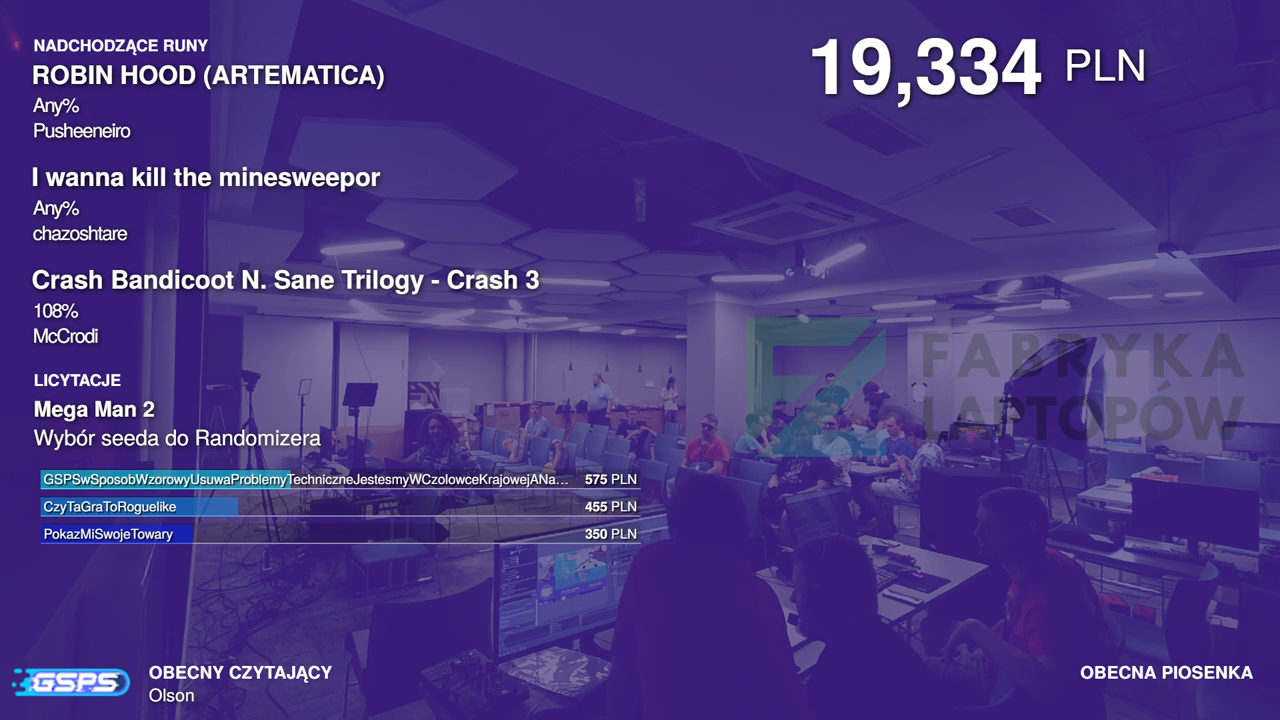 NADCHODZĄCE RUNY
ROBIN HOOD (ARTEMATICA)
Any%
Pusheeneiro
I wanna kill the minesweepor
Any%
chazoshtare
Crash Bandicoot N. Sane Trilogy - Crash 3
108%
McCrodi
LICYTACJE
Mega Man 2
Wybór seeda do Randomizera
GSPSwSposobWzorowyUsuwaProblemyTechniczneJestesmyWCzolowceKrajowejANa... 575 PLN
CzyTaGraToRoguelike 455 PLN
PokazMiSwojeTowary 350 PLN
19,334 PLN
FABRYKA
LAPTOPÓW
GSPS
OBECNY CZYTAJĄCY
Olson
OBECNA PIOSENKA